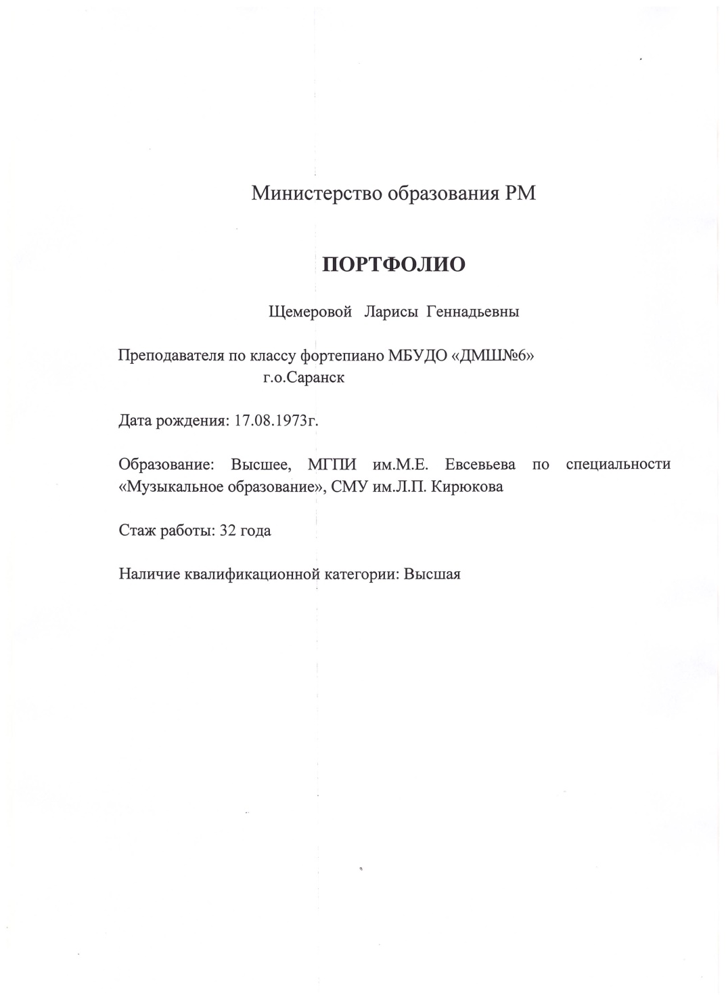 Министерство образования РМ
ПОРТФОЛИО
Щемеровой Ларисы Геннадьевны
Преподавателя по классу фортепиано МБУДО «ДМШ№6»
г.о.Саранск
Дата рождения: 17.08.1973г.
Образование: Высшее, МГПИ им.М.Е. Евсевьева по специальности
«Музыкальное образование», СМУ им.Л.П. Кирюкова
Стаж работы: 32 года
Наличие квалификационной категории: Высшая